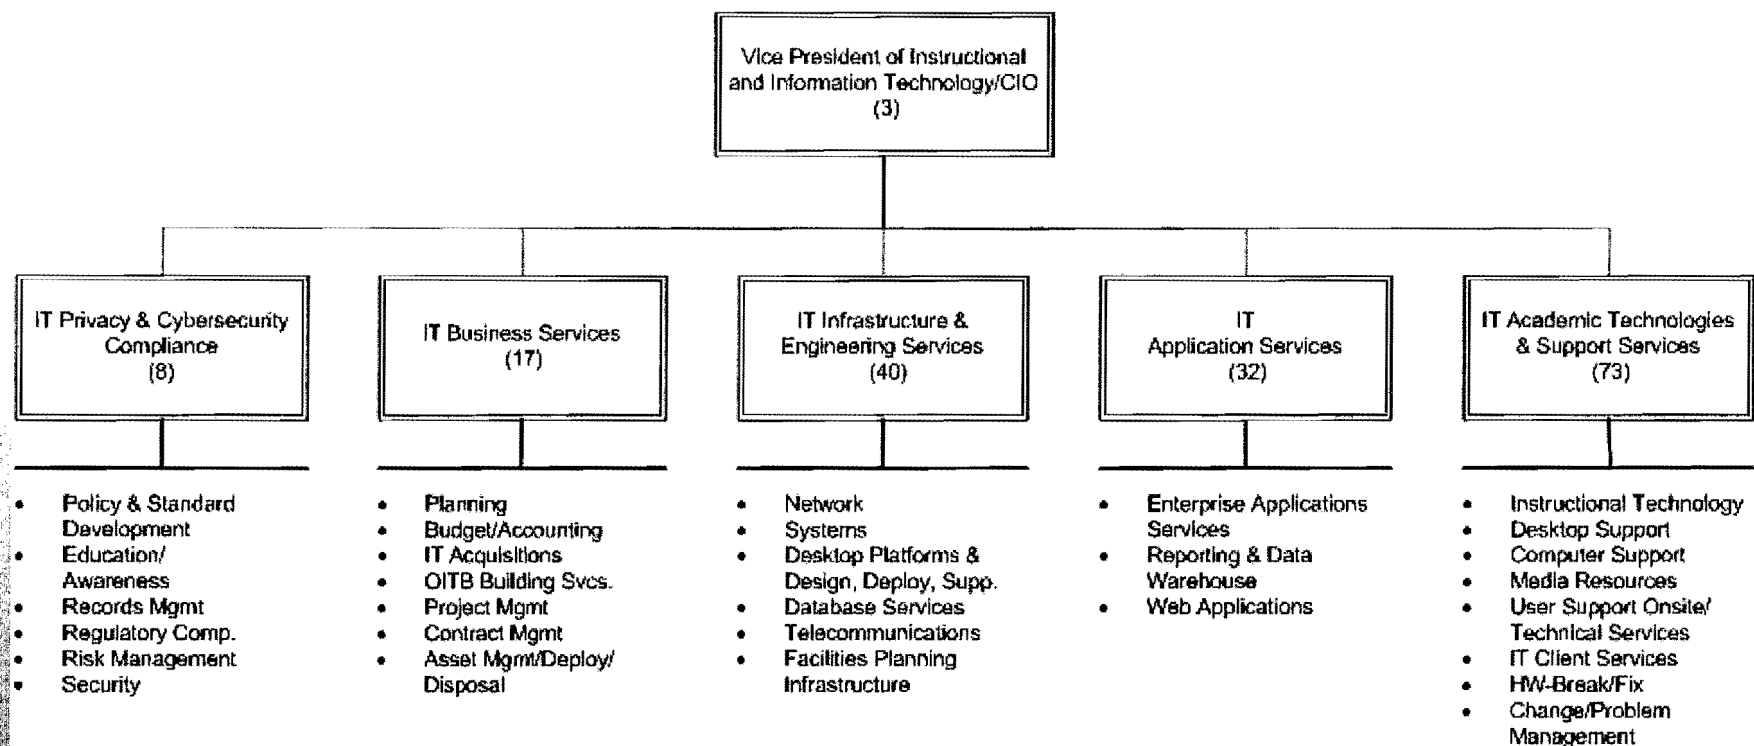 Vice President of Instructional
and Information Technology/CIO
(3)
IT Privacy & Cybersecurity
Compliance
(8)
IT Business Services
(17)
IT Infrastructure &
Engineering Services
(40)
IT
Application Services
(32)
IT Academic Technologies
& Support Services
(73)
• Policy & Standard
Development
• Education/
Awareness
• Records Mgmt
• Regulatory Comp.
• Risk Management
• Security
• Planning
• Budget/Accounting
• IT Acquisitions
• OITB Building Svcs.
• Project Mgmt
• Contract Mgmt
• Asset Mgmt/Deploy/
Disposal
• Network
• Systems
• Desktop Platforms &
Design, Deploy, Supp.
• Database Services
• Telecommunications
• Facilities Planning
Infrastructure
• Enterprise Applications
Services
• Reporting & Data
Warehouse
• Web Applications
• Instructional Technology
• Desktop Support
• Computer Support
• Media Resources
• User Support Onsite/
Technical Services
• IT Client Services
• HW-Break/Fix
• Change/Problem
Management